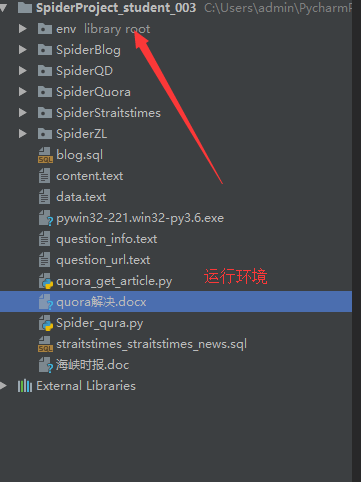 SpiderProject_student_003 C:\Users\admin\PycharmP
env library root
SpiderBlog
SpiderQD
SpiderQuora
SpiderStraitstimes
SpiderZL
blog.sql
content.text
data.text
pywin32-221.win32-py3.6.exe
question_info.text
question_url.text
quora_get_article.py
运行环境
quora解决.docx
Spider_qura.py
straitstimes_straitstimes_news.sql
海峡时报.doc
External Libraries